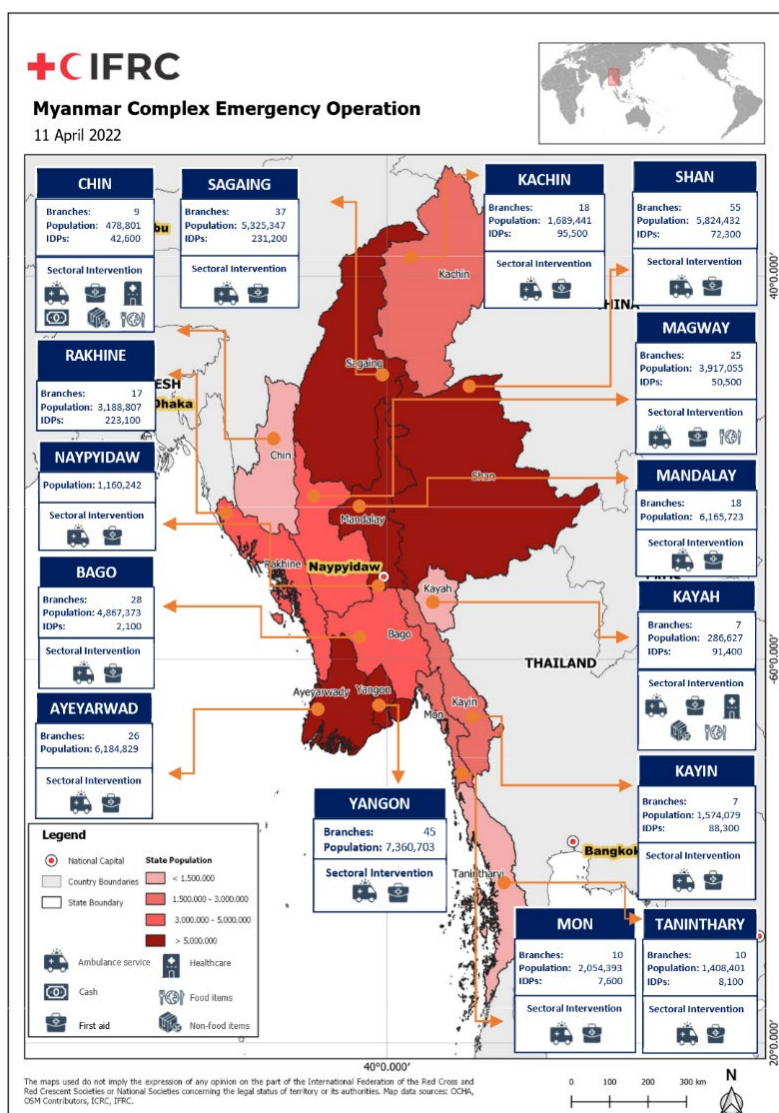 IFRC
Myanmar Complex Emergency Operation
11 April 2022
CHIN
Branches: 9
Population: 478,801
IDPs: 42,600
Sectoral Intervention
SAGAING
Branches: 37
Population: 5,325,347
IDPs: 231,200
Sectoral Intervention
KACHIN
Branches: 18
Population: 1,689,441
IDPs: 95,500
Sectoral Intervention
SHAN
Branches: 55
Population: 5,824,432
IDPs: 72,300
Sectoral Intervention
RAKHINE
Branches: 17
Population: 3,188,807
IDPs: 223,100
MAGWAY
Branches: 25
Population: 3,917,055
IDPs: 50,500
Sectoral Intervention
NAYPYIDAW
Population: 1,160,242
Sectoral Intervention
MANDALAY
Branches: 18
Population: 6,165,723
Sectoral Intervention
BAGO
Branches: 28
Population: 4,867,373
IDPs: 2,100
Sectoral Intervention
KAYAH
Branches: 7
Population: 286,627
IDPs: 91,400
Sectoral Intervention
AYEYARWAD
Branches: 26
Population: 6,184,829
Sectoral Intervention
KAYIN
Branches: 7
Population: 1,574,079
IDPs: 88,300
Sectoral Intervention
YANGON
Branches: 45
Population: 7,360,703
Sectoral Intervention
MON
Branches: 10
Population: 2,054,393
IDPs: 7,600
Sectoral Intervention
TANINTHARY
Branches: 10
Population: 1,408,401
IDPs: 8,100
Sectoral Intervention
bu
HINA
ESH
Dhaka
Kachin
Sagaing
Chin
Shan
Mandalay
Rakhine
Naypyidaw
Kayah
Bago
THAILAND
Ayeyarwady
Yangon
Mon
Kayin
Bangkok
Tanintharyi
40°0.000'
-60°0.000'
20°0.000'
40°0.000'
Legend
National Capital
Country Boundaries
State Boundary
State Population
< 1.500.000
1.500.000 - 3.000.000
3.000.000 - 5.000.000
> 5.000.000
Ambulance service
Healthcare
Cash
Food items
First aid
Non-food items
The maps used do not imply the expression of any opinion on the part of the International Federation of the Red Cross and
Red Crescent Societies or National Societies concerning the legal status of territory or its authorities. Map data sources: OCHA,
OSM Contributors, ICRC, IFRC.
0 100 200 300 km
N